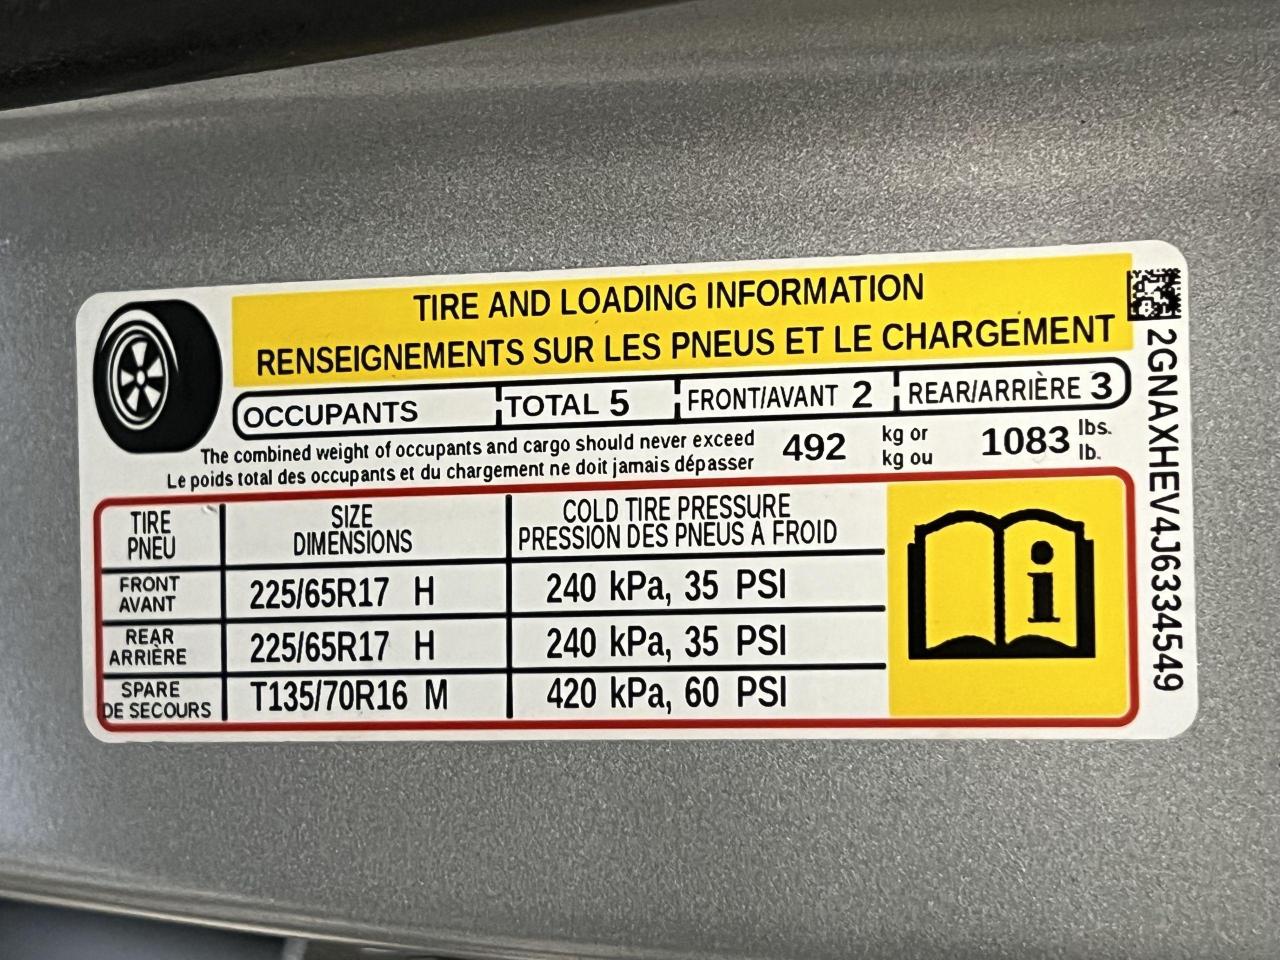 TIRE AND LOADING INFORMATION
RENSEIGNEMENTS SUR LES PNEUS ET LE CHARGEMENT
OCCUPANTS TOTAL 5 FRONT/AVANT 2 REAR/ARRIÈRE 3
The combined weight of occupants and cargo should never exceed 492 kg or 1083 lbs.
Le poids total des occupants et du chargement ne doit jamais dépasser kg ou lb.
TIRE SIZE COLD TIRE PRESSURE
PNEU DIMENSIONS PRESSION DES PNEUS A FROID
FRONT
AVANT 225/65R17 H 240 kPa, 35 PSI
REAR
ARRIÈRE 225/65R17 H 240 kPa, 35 PSI
SPARE
DE SECOURS T135/70R16 M 420 kPa, 60 PSI
i
2GNAXHEV4J6334549